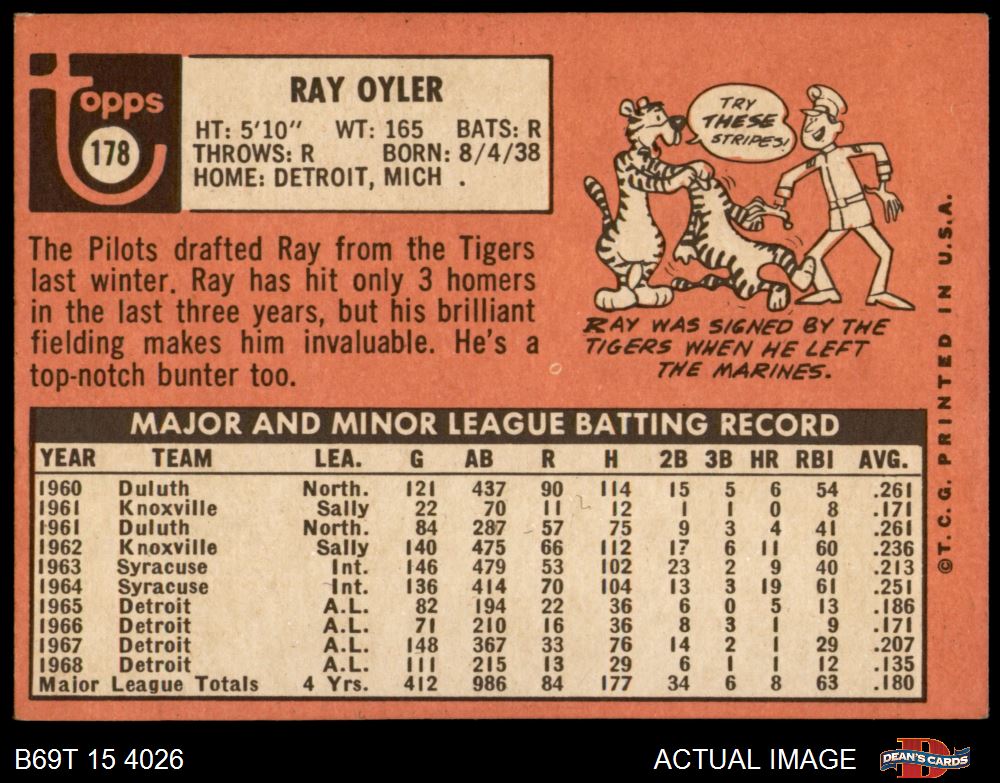 topps
178
RAY OYLER
HT: 5'10" WT: 165 BATS: R
THROWS: R BORN: 8/4/38
HOME: DETROIT, MICH .
TRY
THESE
STRIPES!
The Pilots drafted Ray from the Tigers
last winter. Ray has hit only 3 homers
in the last three years, but his brilliant
fielding makes him invaluable. He's a
top-notch bunter too.
RAY WAS SIGNED BY THE
TIGERS WHEN HE LEFT
THE MARINES.
MAJOR AND MINOR LEAGUE BATTING RECORD
YEAR TEAM LEA. G AB R H 2B 3B HR RBI AVG.
1960 Duluth North. 121 437 90 114 15 5 6 54 .261
1961 Knoxville Sally 22 70 11 12 1 1 0 8 .171
1961 Duluth North. 84 287 57 75 9 3 4 41 .261
1962 Knoxville Sally 140 475 66 112 17 6 11 60 .236
1963 Syracuse Int. 146 479 53 102 23 2 9 40 .213
1964 Syracuse Int. 136 414 70 104 13 3 19 61 .251
1965 Detroit A.L. 82 194 22 36 6 0 5 13 .186
1966 Detroit A.L. 71 210 16 36 8 3 1 9 .171
1967 Detroit A.L. 148 367 33 76 14 2 1 29 .207
1968 Detroit A.L. 111 215 13 29 6 1 1 12 .135
Major League Totals 4 Yrs. 412 986 84 177 34 6 8 63 .180
©T. C. G. PRINTED IN U.S.A.
B69T 15 4026
ACTUAL IMAGE
DEAN'S CARDS